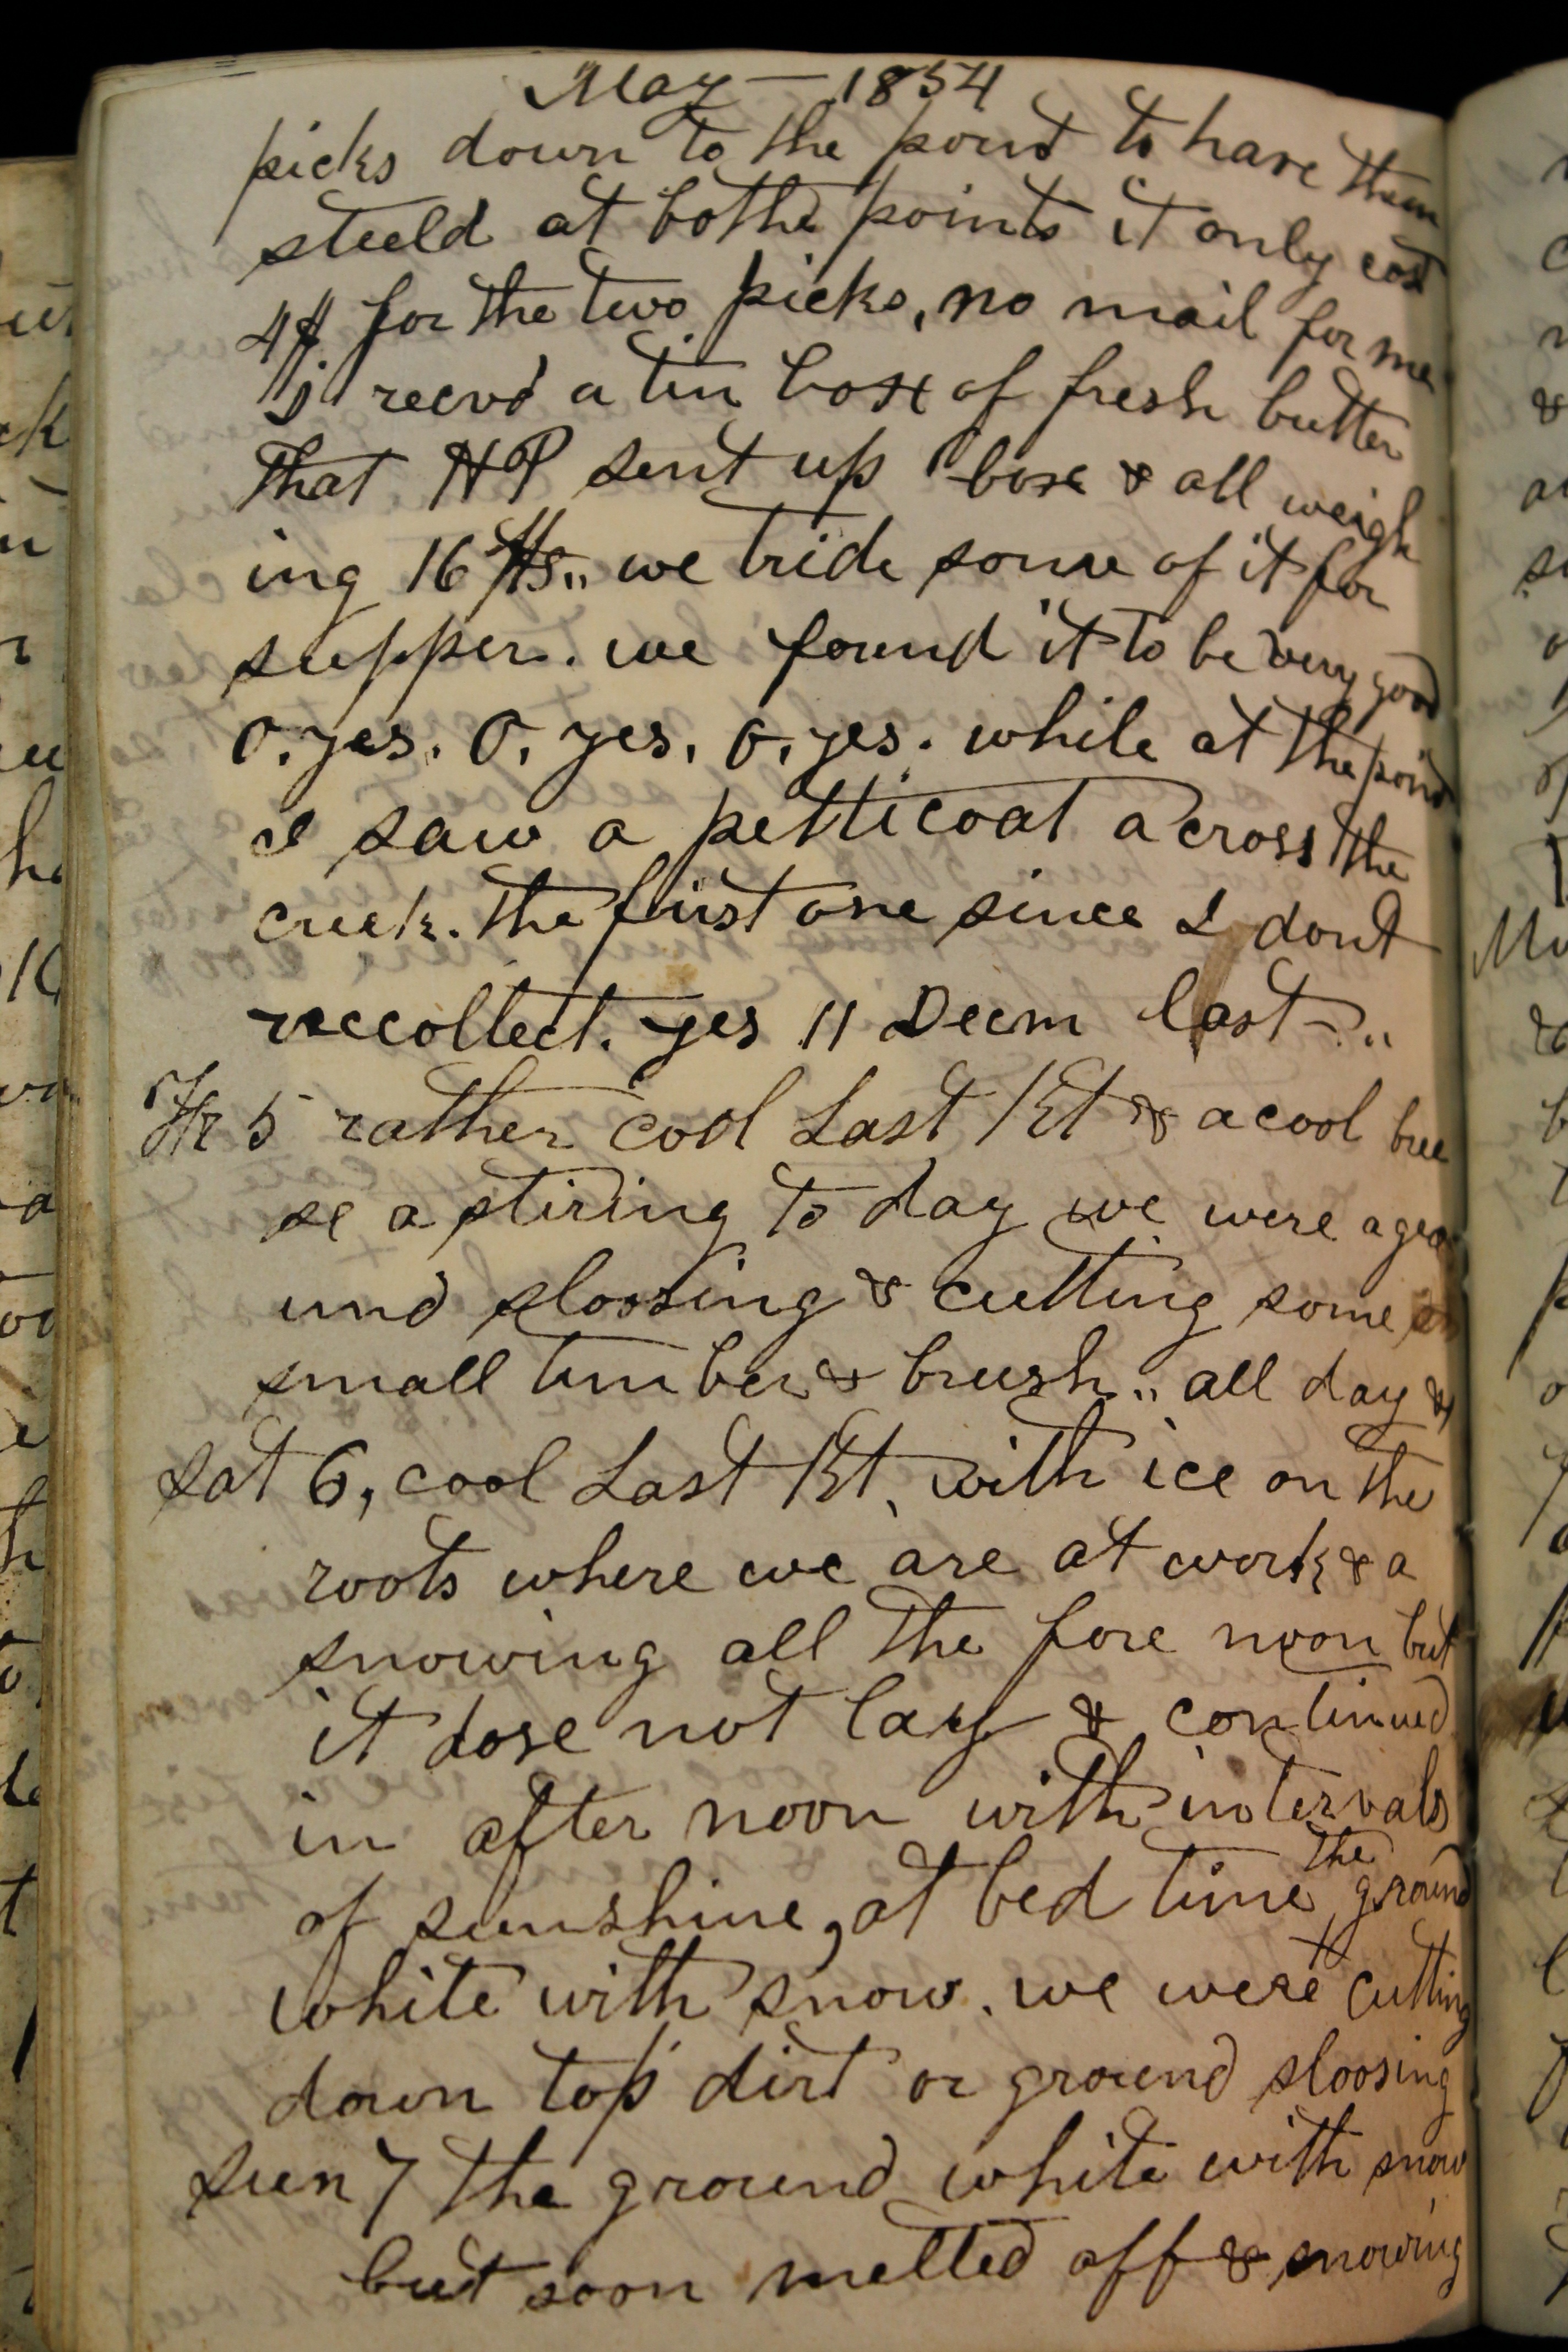 May — 1854
picks down to the point to have them
steeld at bothe points it only cost
4$ for the two picks, no mail for me
I recvd a tin box of fresh butter
that HP sent up box & all weigh
ing 16 lbs,, we tride some of it for
supper. we found it to be very good
O, yes, O, yes, O, yes. while at the point
I saw a petticoat across the
creek. the first one since I dont
reccollect. yes 11 Decm last - ,,
Fr 5 rather cool Last Nt & a cool bree
se a stiring to day we were a gro
und sloosing & cutting some
small timber & brush ,, all day &
Sat 6, cool Last Nt, with ice on the
roots where we are at work & a
snowing all the fore noon but
it dose not lay & continued
in after noon with intervals
of sunshine, at bed time the ground
white with snow. we were cutting
down top dirt or ground sloosing
Sun 7 the ground white with snow
but soon melted off & snowing